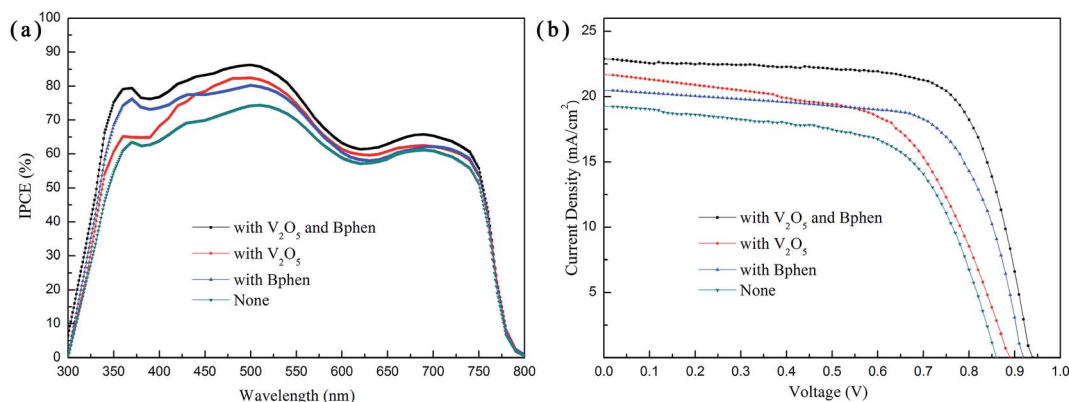 (a)
100
90
80
70
60
50
40
30
20
10
0
IPCE (%)
with V₂O₅ and Bphen
with V₂O₅
with Bphen
None
300 350 400 450 500 550 600 650 700 750 800
Wavelength (nm)
(b)
25
20
15
10
5
Current Density (mA/cm²)
with V₂O₅ and Bphen
with V₂O₅
with Bphen
None
0.0 0.1 0.2 0.3 0.4 0.5 0.6 0.7 0.8 0.9 1.0
Voltage (V)